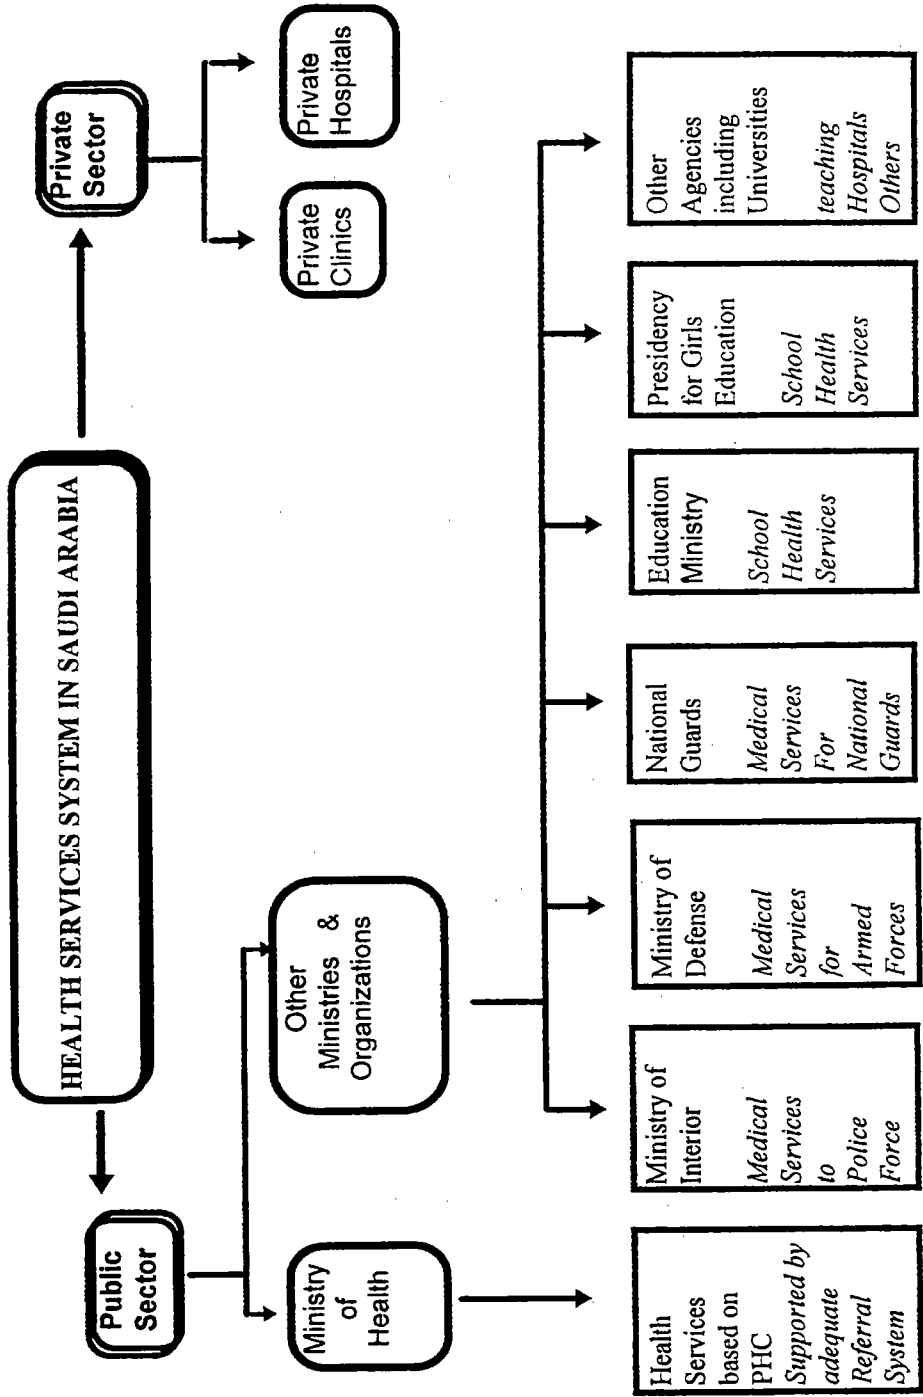 HEALTH SERVICES SYSTEM IN SAUDI ARABIA
Public
Sector
Private
Sector
Ministry
of
Health
Other
Ministries &
Organizations
Private
Clinics
Private
Hospitals
Health
Services
based on
PHC
Supported by
adequate
Referral
System
Ministry of
Interior
Medical
Services
to
Police
Force
Ministry of
Defense
Medical
Services
for
Armed
Forces
National
Guards
Medical
Services
For
National
Guards
Education
Ministry
School
Health
Services
Presidency
for Girls
Education
School
Health
Services
Other
Agencies
including
Universities
teaching
Hospitals
Others